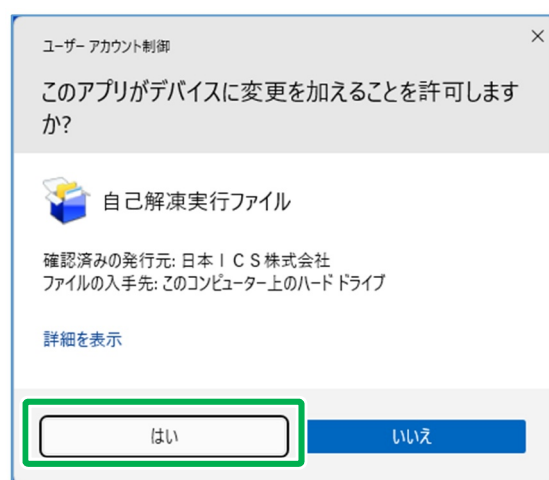 ユーザー アカウント制御
このアプリがデバイスに変更を加えることを許可します
か?
自己解凍実行ファイル
確認済みの発行元: 日本ＩＣＳ株式会社
ファイルの入手先: このコンピューター上のハード ドライブ
詳細を表示
はい
いいえ